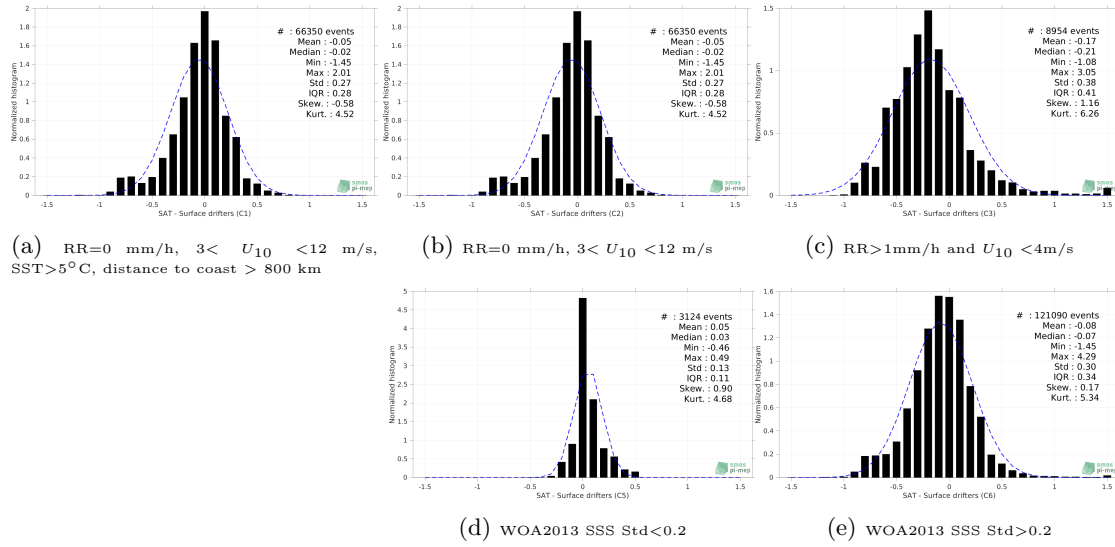 2
1.8
1.6
1.4
1.2
1
0.8
0.6
0.4
0.2
0
Normalized histogram
# : 66350 events
Mean : -0.05
Median : -0.02
Min : -1.45
Max : 2.01
Std : 0.27
IQR : 0.28
Skew. : -0.58
Kurt. : 4.52
smos
pi-mep
-1.5 -1 -0.5 0 0.5 1 1.5
SAT - Surface drifters (C1)
(a) RR=0 mm/h, 3< U10 <12 m/s,
SST>5°C, distance to coast > 800 km
2
1.8
1.6
1.4
1.2
1
0.8
0.6
0.4
0.2
0
Normalized histogram
# : 66350 events
Mean : -0.05
Median : -0.02
Min : -1.45
Max : 2.01
Std : 0.27
IQR : 0.28
Skew. : -0.58
Kurt. : 4.52
smos
pi-mep
-1.5 -1 -0.5 0 0.5 1 1.5
SAT - Surface drifters (C2)
(b) RR=0 mm/h, 3< U10 <12 m/s
1.5
1
0.5
0
Normalized histogram
# : 8954 events
Mean : -0.17
Median : -0.21
Min : -1.08
Max : 3.05
Std : 0.38
IQR : 0.41
Skew. : 1.16
Kurt. : 6.26
smos
pi-mep
-1.5 -1 -0.5 0 0.5 1 1.5
SAT - Surface drifters (C3)
(c) RR>1mm/h and U10 <4m/s
5
4.5
4
3.5
3
2.5
2
1.5
1
0.5
0
Normalized histogram
# : 3124 events
Mean : 0.05
Median : 0.03
Min : -0.46
Max : 0.49
Std : 0.13
IQR : 0.11
Skew. : 0.90
Kurt. : 4.68
smos
pi-mep
-1.5 -1 -0.5 0 0.5 1 1.5
SAT - Surface drifters (C5)
(d) WOA2013 SSS Std<0.2
1.6
1.4
1.2
1
0.8
0.6
0.4
0.2
0
Normalized histogram
# : 121090 events
Mean : -0.08
Median : -0.07
Min : -1.45
Max : 4.29
Std : 0.30
IQR : 0.34
Skew. : 0.17
Kurt. : 5.34
smos
pi-mep
-1.5 -1 -0.5 0 0.5 1 1.5
SAT - Surface drifters (C6)
(e) WOA2013 SSS Std>0.2